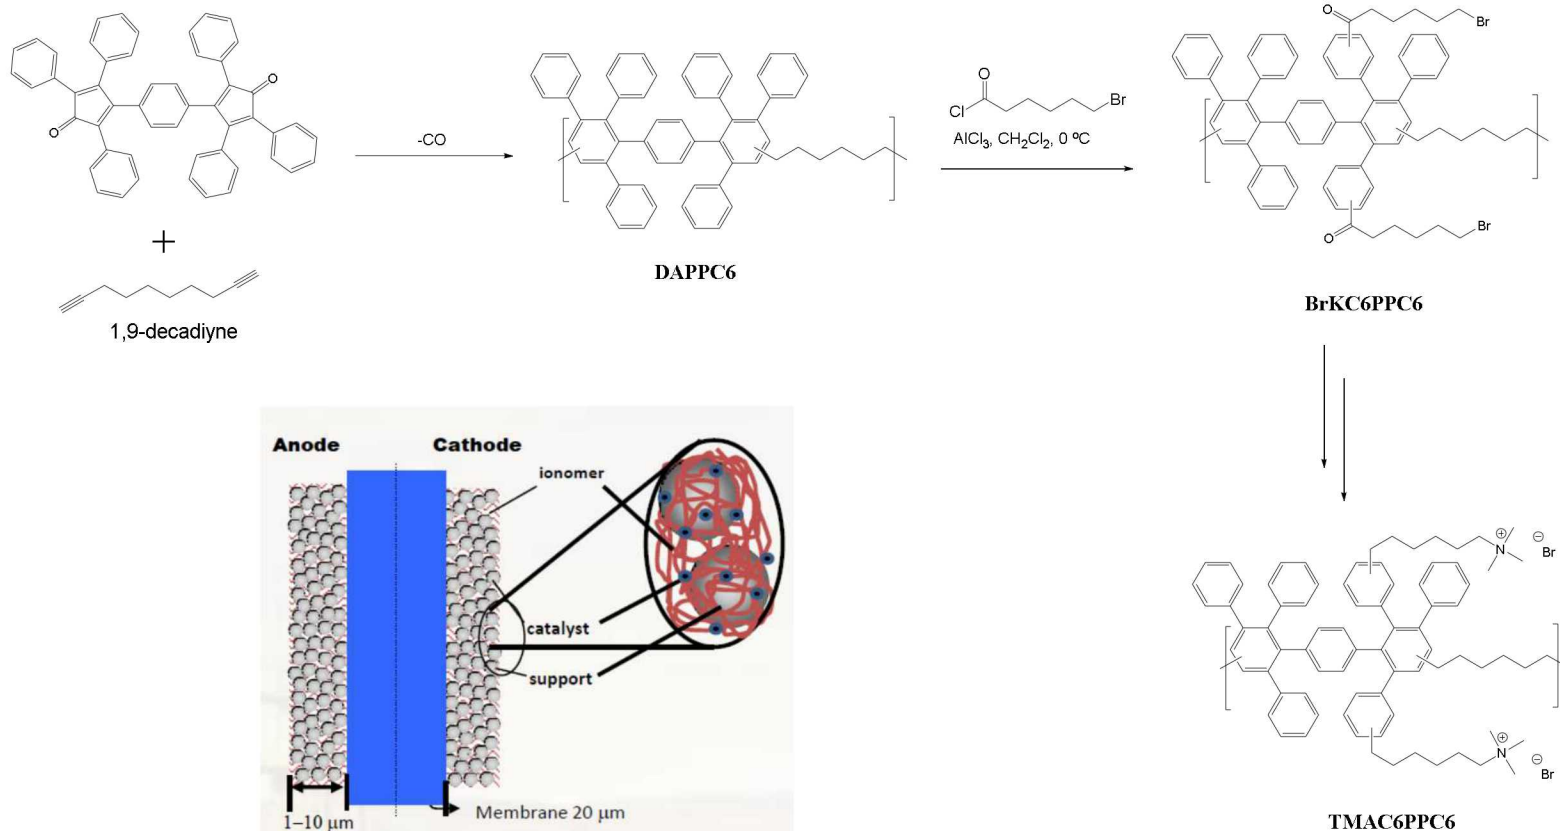 O
O
-CO
+
1,9-decadiyne
DAPPC6
O
Cl
Br
AlCl3, CH2Cl2, 0 ºC
O
Br
O
Br
BrKC6PPC6
N
⊕
⊖
Br
N
⊕
⊖
Br
TMAC6PPC6
Anode
Cathode
ionomer
catalyst
support
1–10 μm
Membrane 20 μm